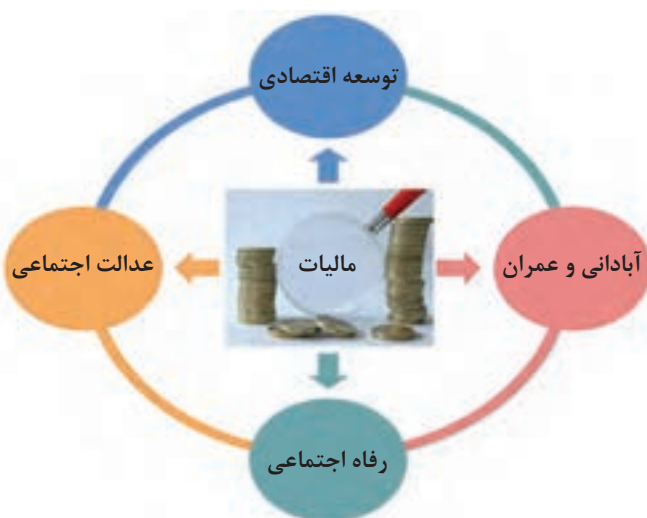 توسعه اقتصادی
آبادانی و عمران
مالیات
عدالت اجتماعی
رفاه اجتماعی